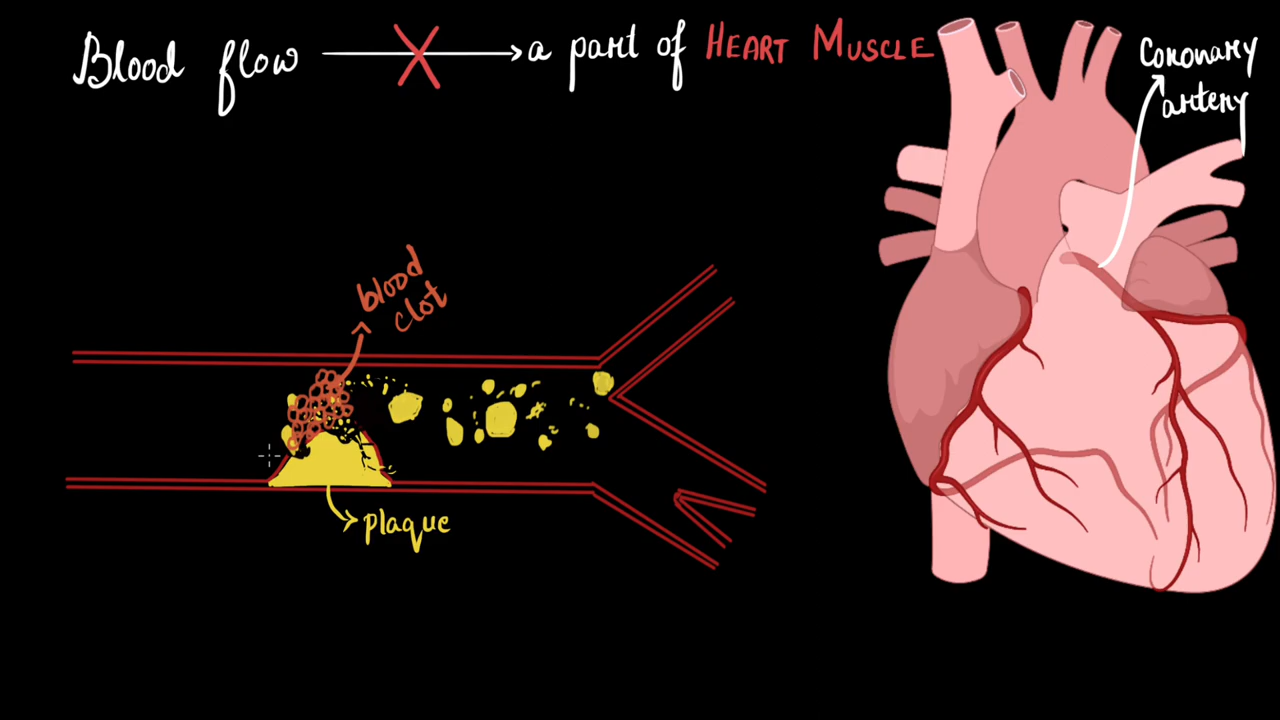 Blood flow → a part of HEART MUSCLE
Coronary
artery
blood
clot
plaque